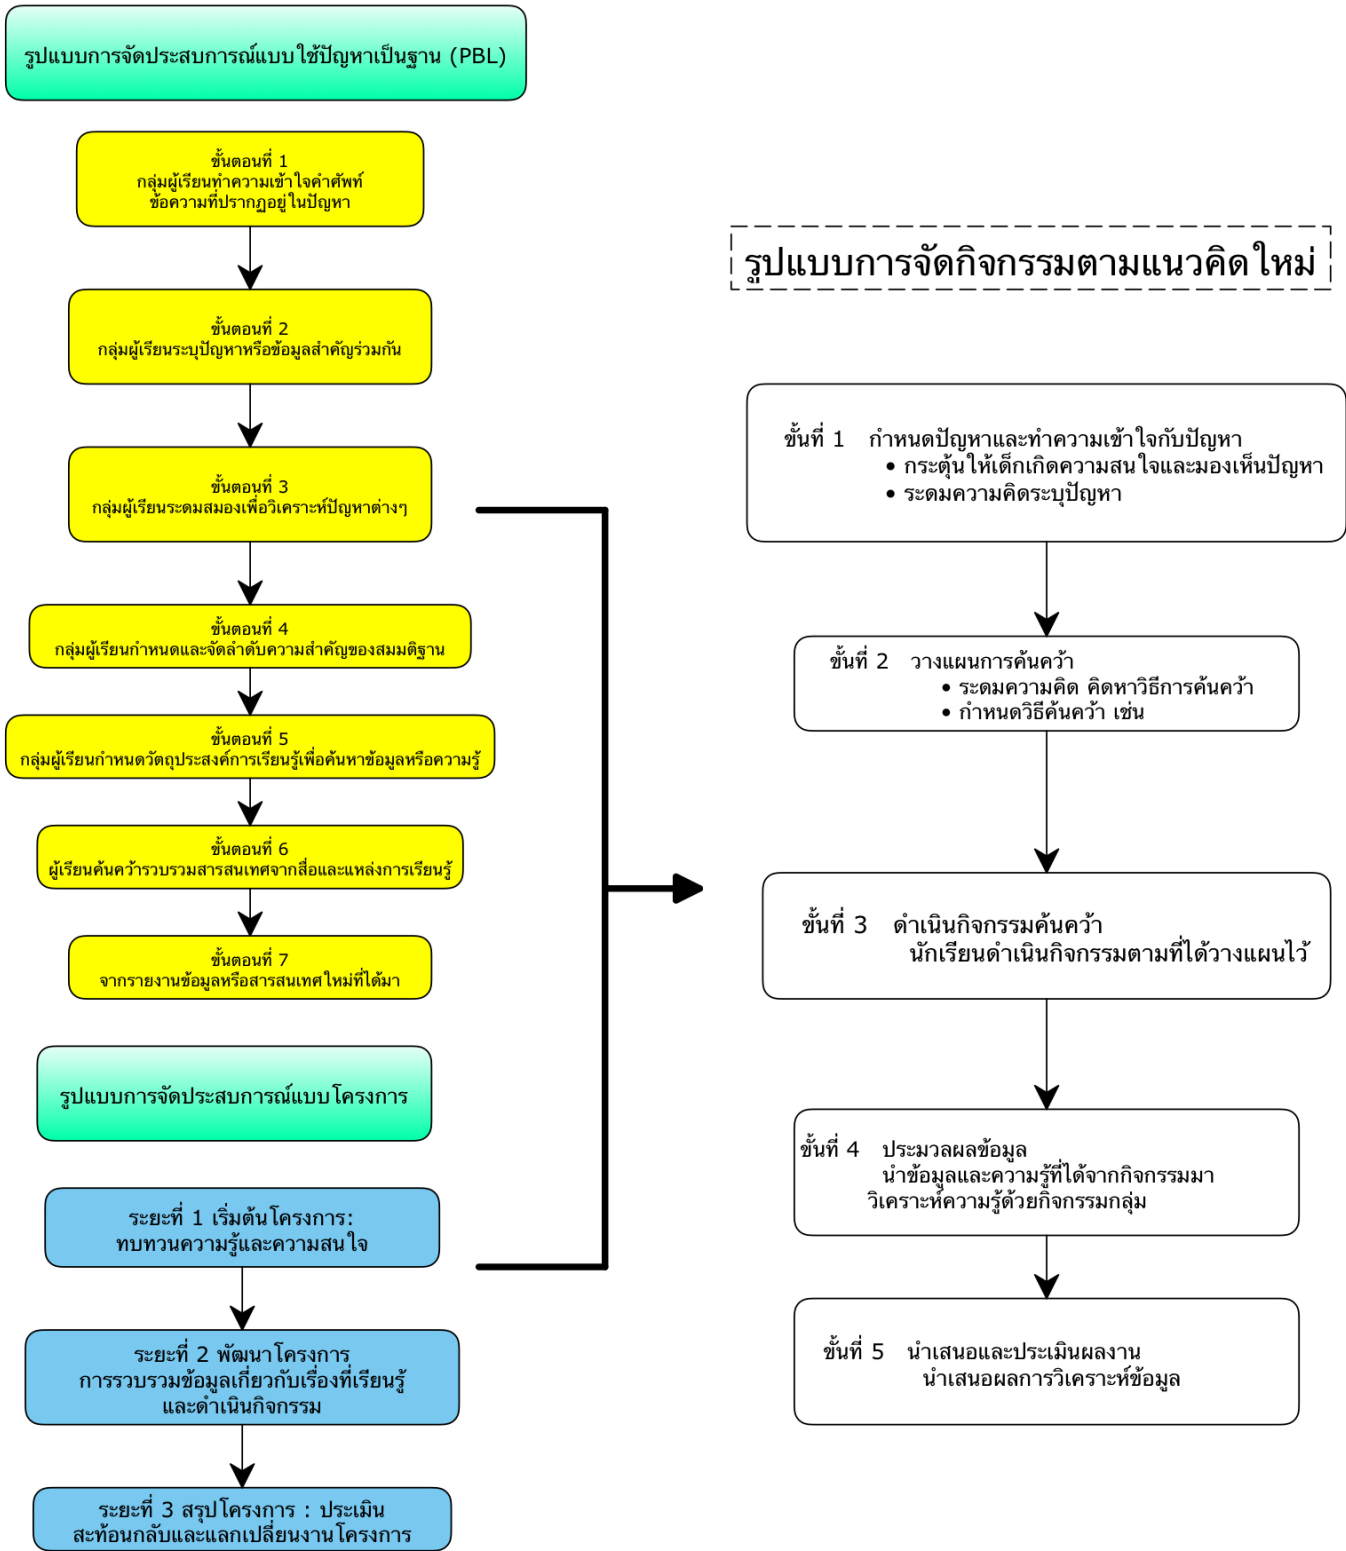 รูปแบบการจัดประสบการณ์แบบใช้ปัญหาเป็นฐาน (PBL)
ขั้นตอนที่ 1
กลุ่มผู้เรียนทำความเข้าใจคำศัพท์
ข้อความที่ปรากฏอยู่ในปัญหา
ขั้นตอนที่ 2
กลุ่มผู้เรียนระบุปัญหาหรือข้อมูลสำคัญร่วมกัน
ขั้นตอนที่ 3
กลุ่มผู้เรียนระดมสมองเพื่อวิเคราะห์ปัญหาต่างๆ
ขั้นตอนที่ 4
กลุ่มผู้เรียนกำหนดและจัดลำดับความสำคัญของสมมติฐาน
ขั้นตอนที่ 5
กลุ่มผู้เรียนกำหนดวัตถุประสงค์การเรียนรู้เพื่อค้นหาข้อมูลหรือความรู้
ขั้นตอนที่ 6
ผู้เรียนค้นคว้ารวบรวมสารสนเทศจากสื่อและแหล่งการเรียนรู้
ขั้นตอนที่ 7
จากรายงานข้อมูลหรือสารสนเทศใหม่ที่ได้มา
รูปแบบการจัดประสบการณ์แบบโครงการ
ระยะที่ 1 เริ่มต้นโครงการ:
ทบทวนความรู้และความสนใจ
ระยะที่ 2 พัฒนาโครงการ
การรวบรวมข้อมูลเกี่ยวกับเรื่องที่เรียนรู้
และดำเนินกิจกรรม
ระยะที่ 3 สรุปโครงการ : ประเมิน
สะท้อนกลับและแลกเปลี่ยนงานโครงการ
รูปแบบการจัดกิจกรรมตามแนวคิดใหม่
ขั้นที่ 1 กำหนดปัญหาและทำความเข้าใจกับปัญหา
• กระตุ้นให้เด็กเกิดความสนใจและมองเห็นปัญหา
• ระดมความคิดระบุปัญหา
ขั้นที่ 2 วางแผนการค้นคว้า
• ระดมความคิด คิดหาวิธีการค้นคว้า
• กำหนดวิธีค้นคว้า เช่น
ขั้นที่ 3 ดำเนินกิจกรรมค้นคว้า
นักเรียนดำเนินกิจกรรมตามที่ได้วางแผนไว้
ขั้นที่ 4 ประมวลผลข้อมูล
นำข้อมูลและความรู้ที่ได้จากกิจกรรมมา
วิเคราะห์ความรู้ด้วยกิจกรรมกลุ่ม
ขั้นที่ 5 นำเสนอและประเมินผลงาน
นำเสนอผลการวิเคราะห์ข้อมูล